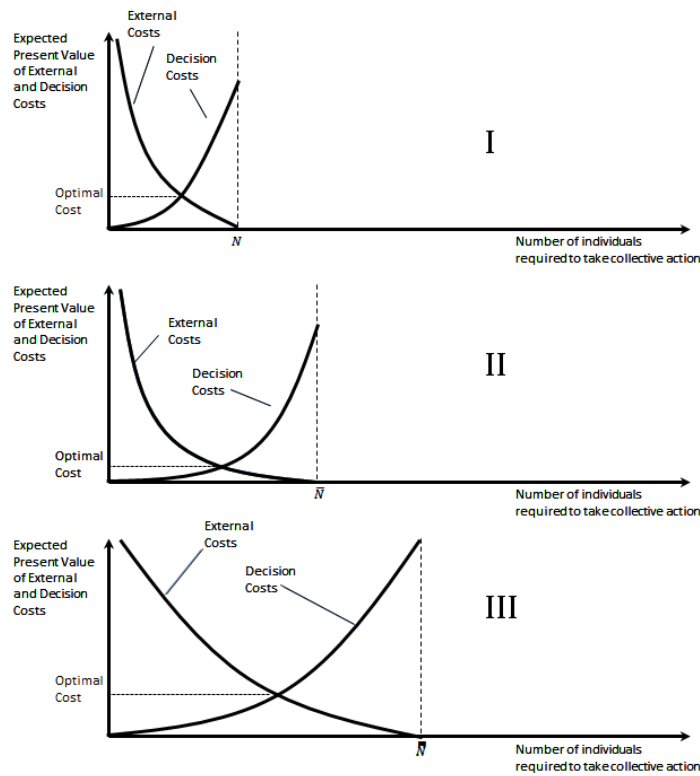 External
Costs
Expected
Present Value
of External
and Decision
Costs
Decision
Costs
I
Optimal
Cost
N
Number of individuals
required to take collective action
Expected
Present Value
of External
and Decision
Costs
External
Costs
II
Decision
Costs
Optimal
Cost
N̄
Number of individuals
required to take collective action
External
Costs
Expected
Present Value
of External
and Decision
Costs
Decision
Costs
III
Optimal
Cost
N
Number of individuals
required to take collective action